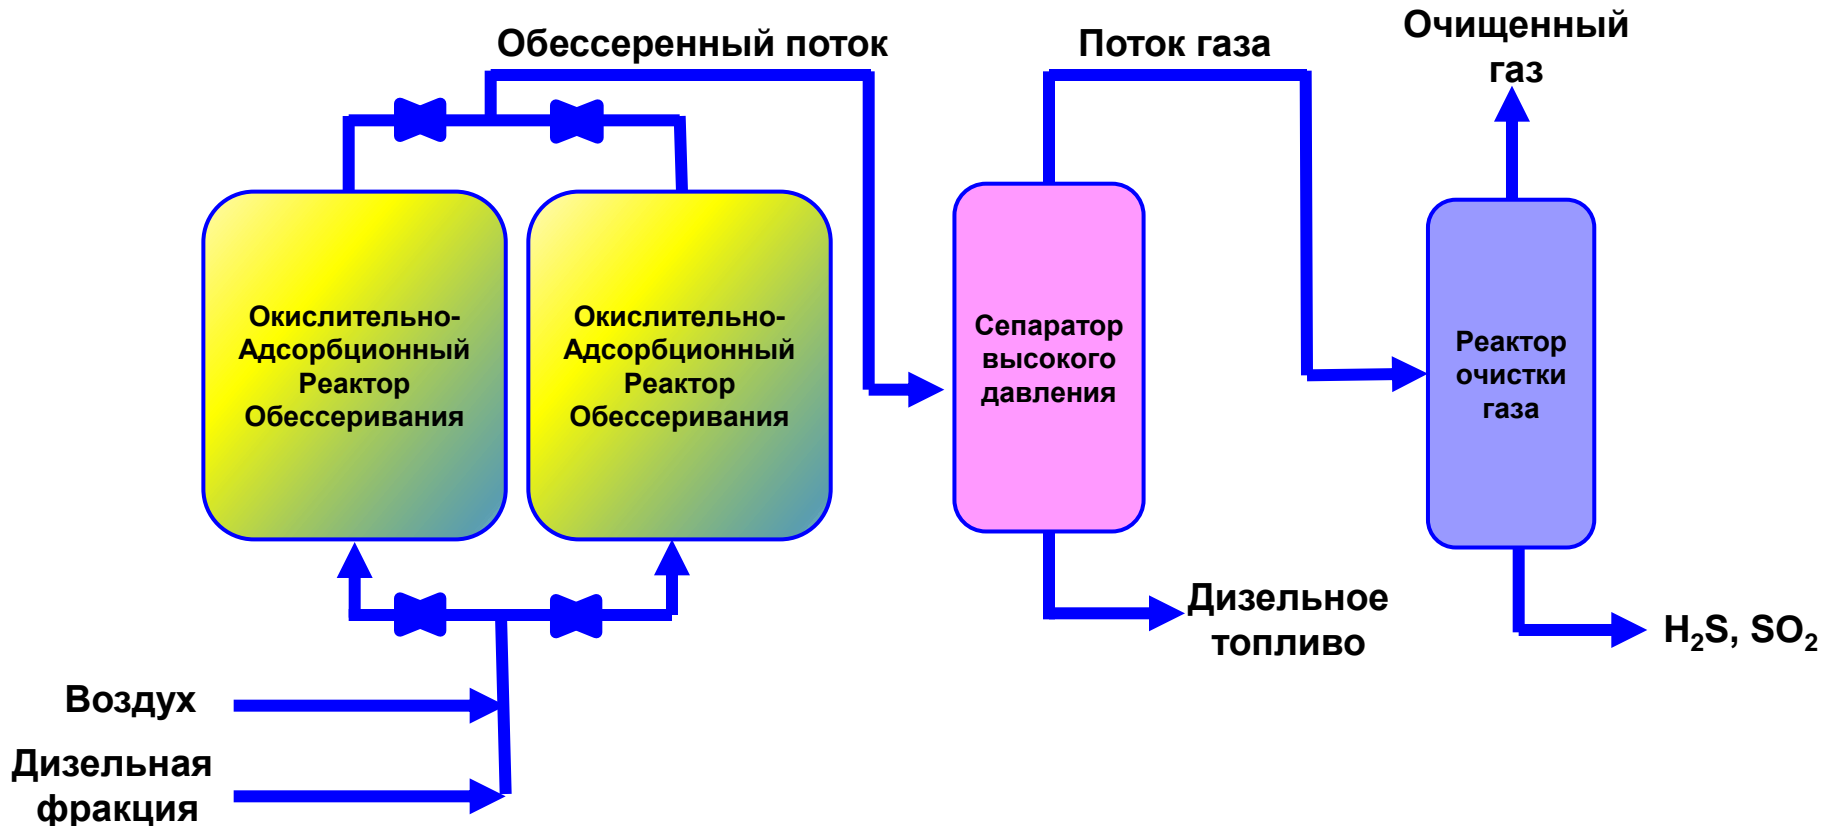 Обессеренный поток
Поток газа
Очищенный
газ
Окислительно-
Адсорбционный
Реактор
Обессеривания
Окислительно-
Адсорбционный
Реактор
Обессеривания
Сепаратор
высокого
давления
Реактор
очистки
газа
Дизельное
топливо
H₂S, SO₂
Воздух
Дизельная
фракция